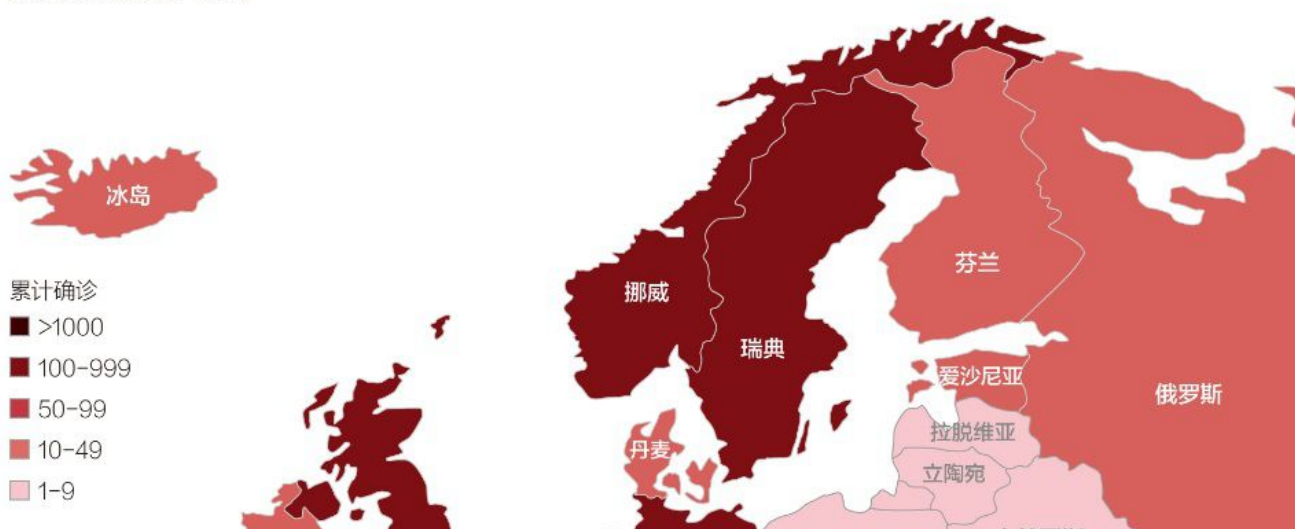 冰岛
累计确诊
>1000
100-999
50-99
10-49
1-9
挪威
瑞典
芬兰
爱沙尼亚
俄罗斯
丹麦
拉脱维亚
立陶宛